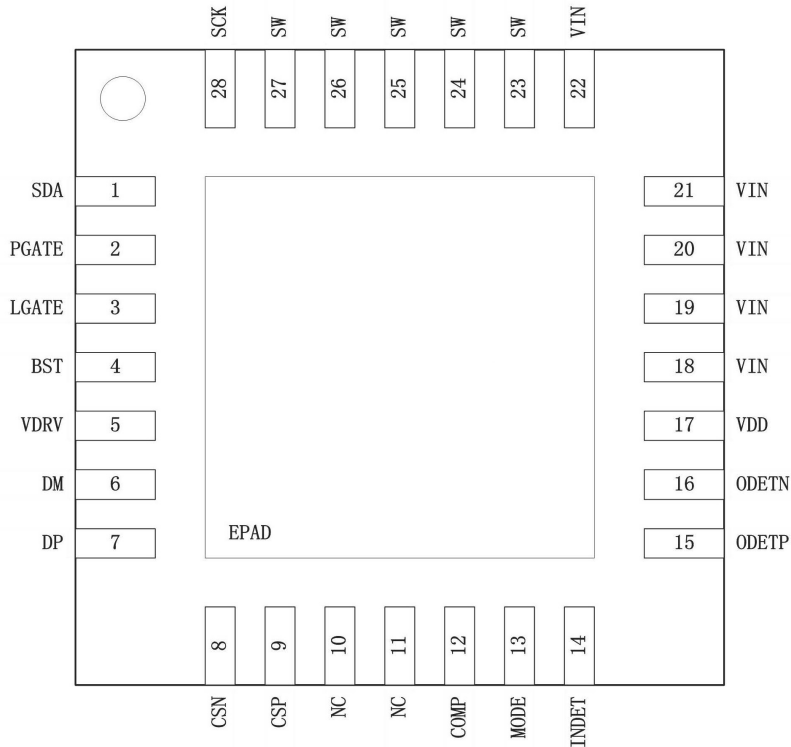 SCK SW SW SW SW SW VIN
28 27 26 25 24 23 22
SDA 1 21 VIN
PGATE 2 20 VIN
LGATE 3 19 VIN
BST 4 18 VIN
VDRV 5 17 VDD
DM 6 16 ODETN
DP 7 15 ODETP
EPAD
8 9 10 11 12 13 14
CSN CSP NC NC COMP MODE INDET